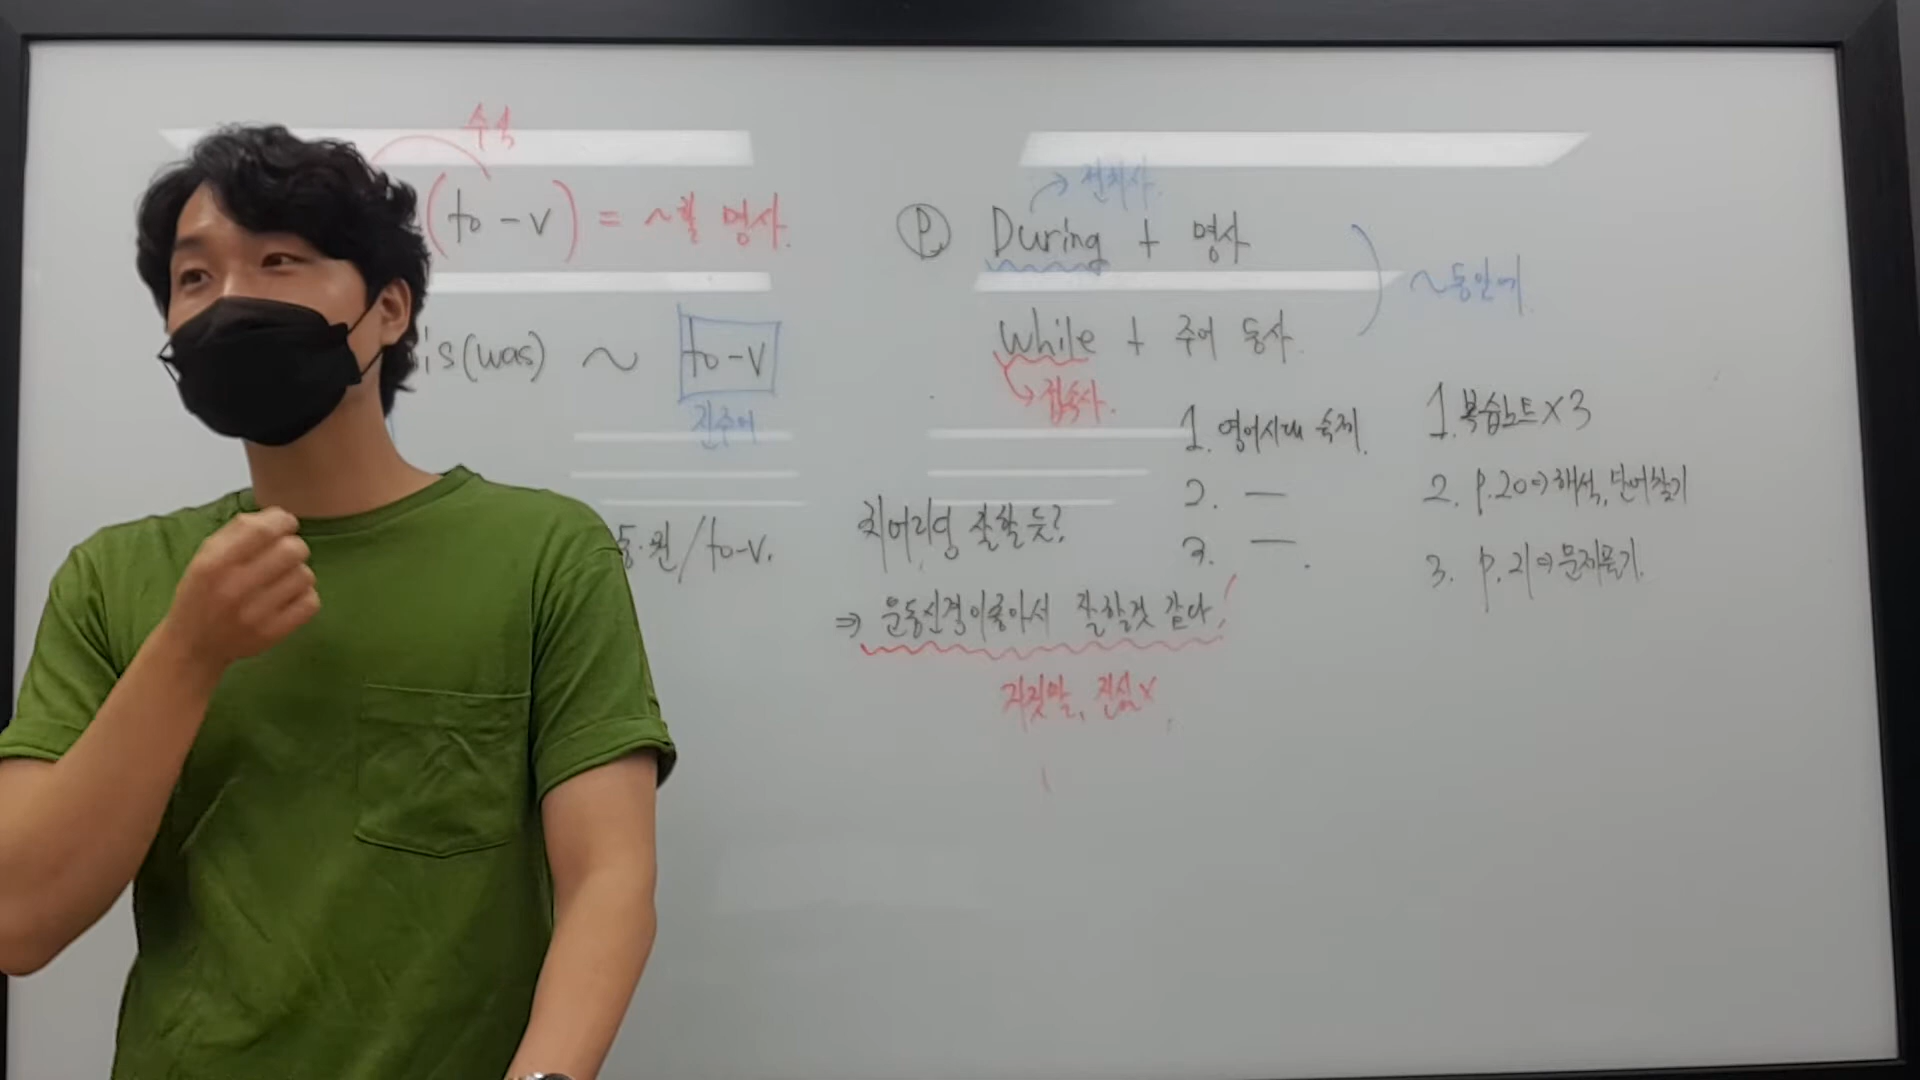 수식
(to-v) = ~할 명사.
is(was) ~ to-v
진주어
동.원/to-v.
전치사.
Ⓟ During + 명사
~동안에
while + 주어 동사.
접속사.
1. 영어시대 숙제.
2. —
3. — .
1. 복습노트×3
2. p.20⇒해석, 단어찾기
3. p.21⇒문제풀기.
치어리딩 잘할 듯?
⇒ 운동신경이좋아서 잘할것 같다.
거짓말, 진심×